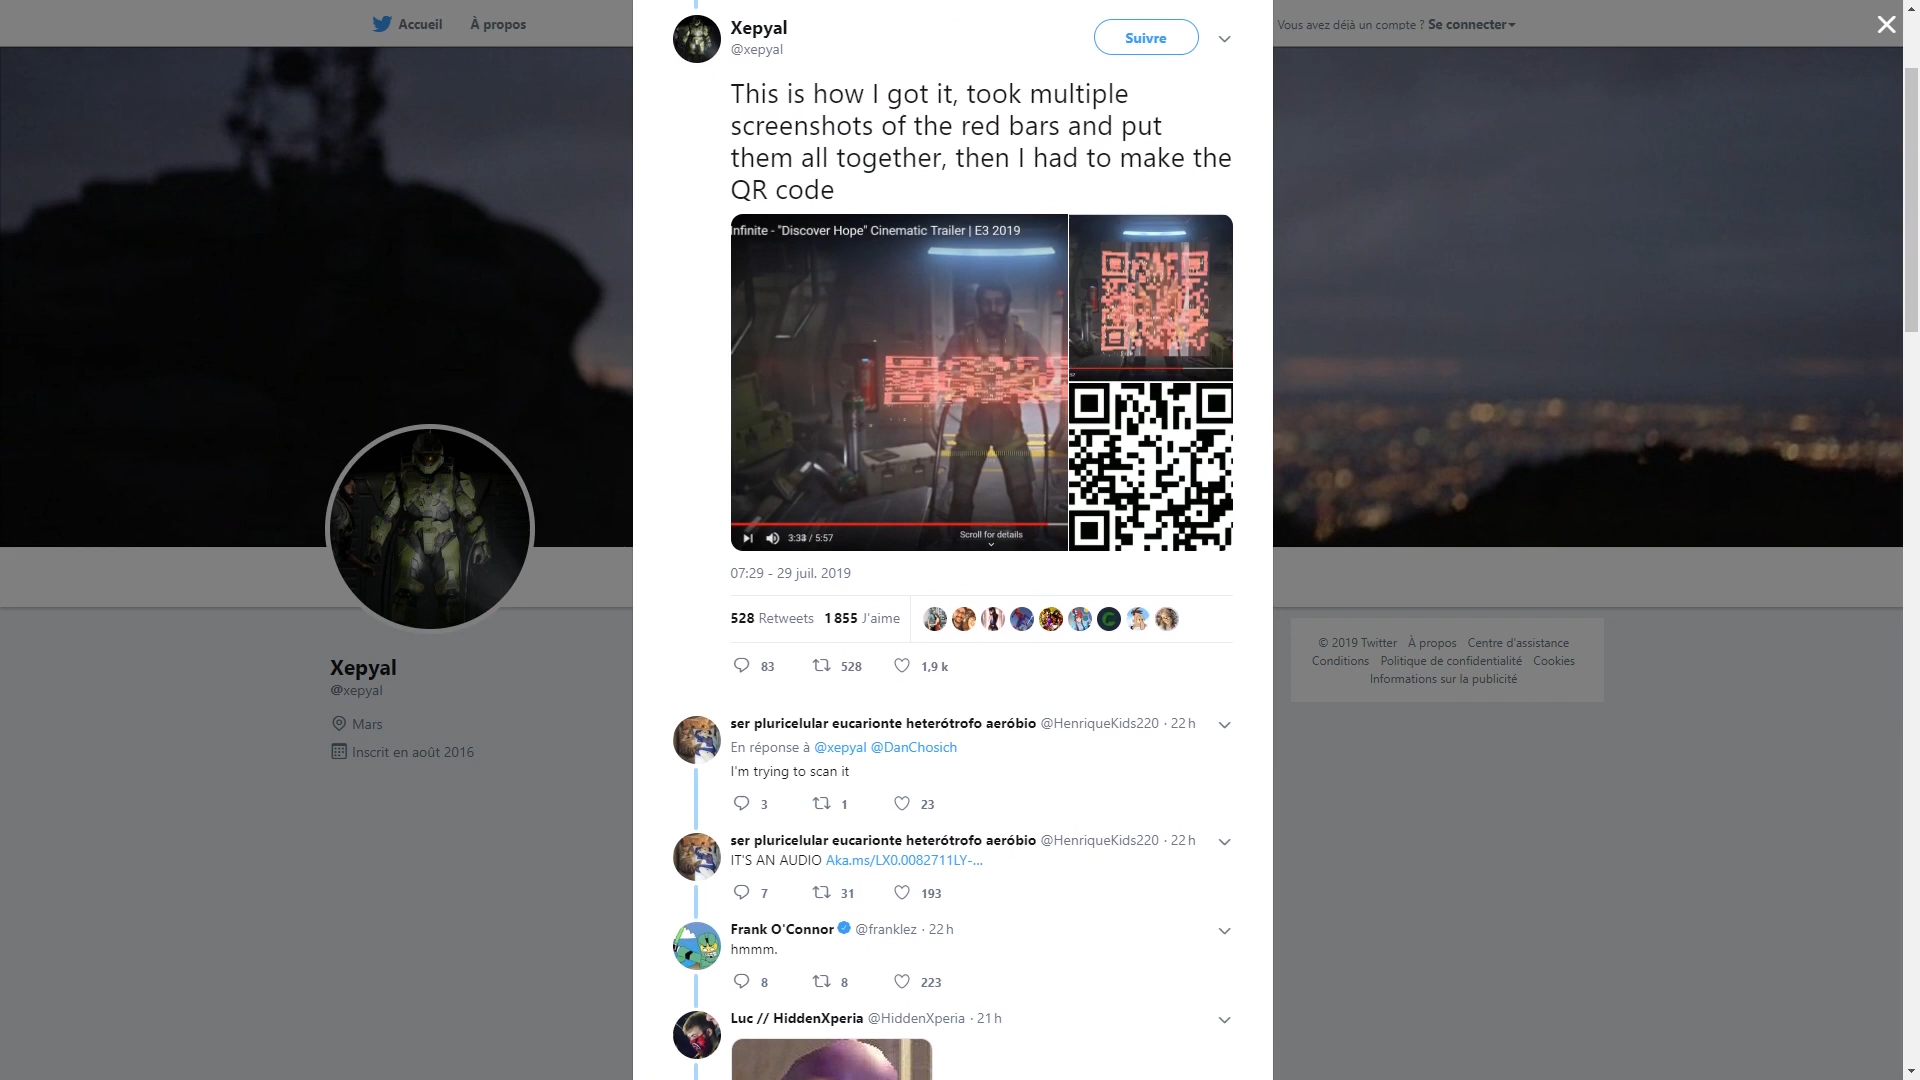 Accueil
À propos
Vous avez déjà un compte ? Se connecter
Xepyal
@xepyal
Suivre
This is how I got it, took multiple
screenshots of the red bars and put
them all together, then I had to make the
QR code
Infinite - "Discover Hope" Cinematic Trailer | E3 2019
3:33 / 5:57
Scroll for details
07:29 - 29 juil. 2019
528 Retweets 1 855 J'aime
83 528 1,9 k
ser pluricelular eucarionte heterótrofo aeróbio @HenriqueKids220 · 22 h
En réponse à @xepyal @DanChosich
I'm trying to scan it
3 1 23
ser pluricelular eucarionte heterótrofo aeróbio @HenriqueKids220 · 22 h
IT'S AN AUDIO Aka.ms/LX0.0082711LY-...
7 31 193
Frank O'Connor @franklez · 22 h
hmmm.
8 8 223
Luc // HiddenXperia @HiddenXperia · 21 h
Xepyal
@xepyal
Mars
Inscrit en août 2016
© 2019 Twitter À propos Centre d'assistance
Conditions Politique de confidentialité Cookies
Informations sur la publicité